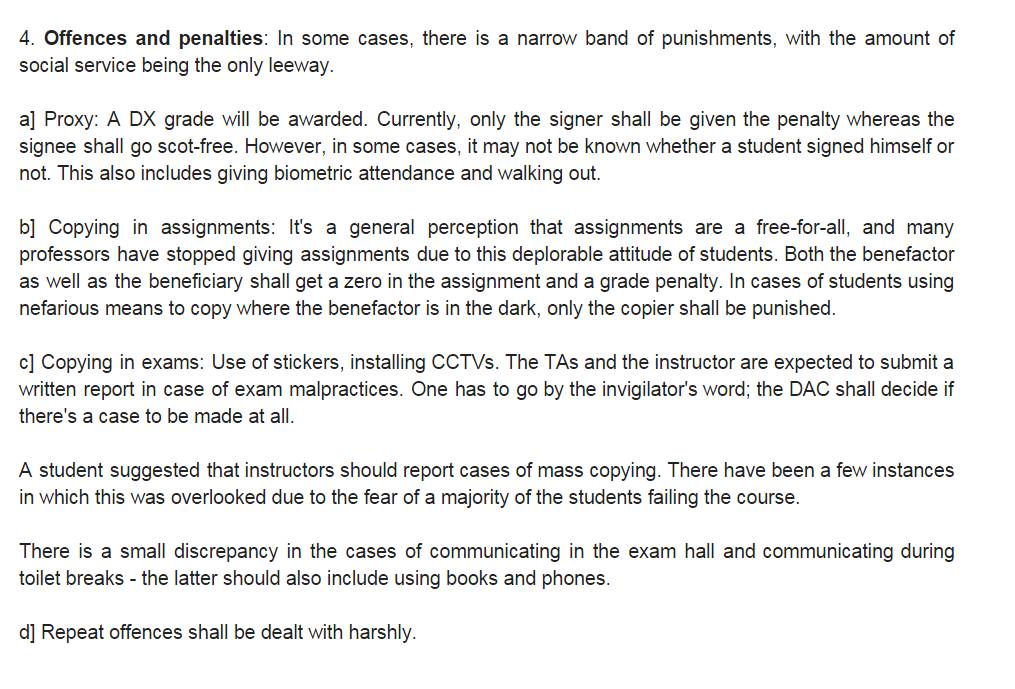 4. Offences and penalties: In some cases, there is a narrow band of punishments, with the amount of
social service being the only leeway.
a] Proxy: A DX grade will be awarded. Currently, only the signer shall be given the penalty whereas the
signee shall go scot-free. However, in some cases, it may not be known whether a student signed himself or
not. This also includes giving biometric attendance and walking out.
b] Copying in assignments: It's a general perception that assignments are a free-for-all, and many
professors have stopped giving assignments due to this deplorable attitude of students. Both the benefactor
as well as the beneficiary shall get a zero in the assignment and a grade penalty. In cases of students using
nefarious means to copy where the benefactor is in the dark, only the copier shall be punished.
c] Copying in exams: Use of stickers, installing CCTVs. The TAs and the instructor are expected to submit a
written report in case of exam malpractices. One has to go by the invigilator's word; the DAC shall decide if
there's a case to be made at all.
A student suggested that instructors should report cases of mass copying. There have been a few instances
in which this was overlooked due to the fear of a majority of the students failing the course.
There is a small discrepancy in the cases of communicating in the exam hall and communicating during
toilet breaks - the latter should also include using books and phones.
d] Repeat offences shall be dealt with harshly.